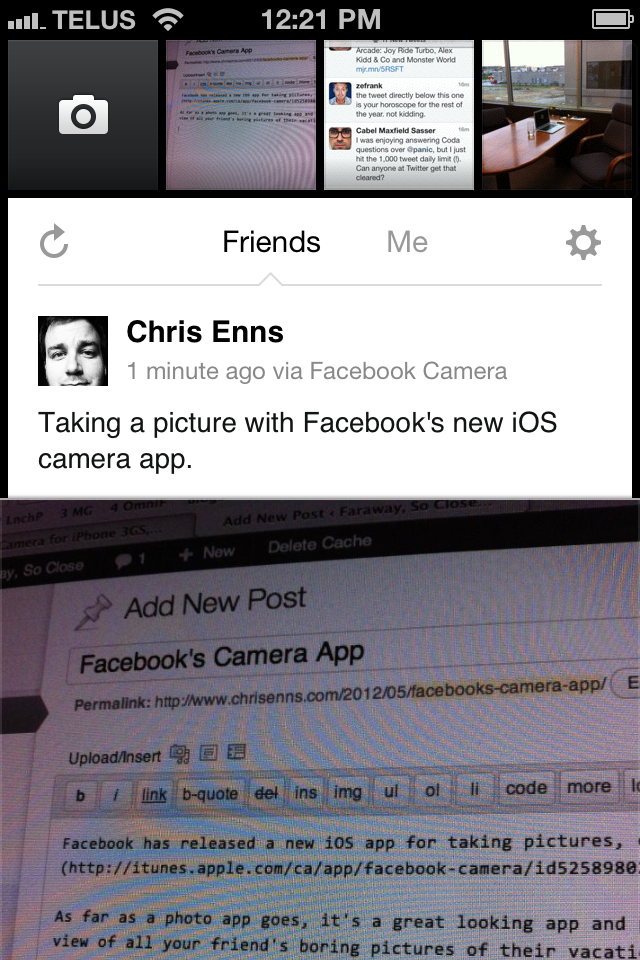 TELUS 12:21 PM
Facebook's Camera App
Arcade: Joy Ride Turbo, Alex
Kidd & Co and Monster World
mjr.mn/5RSFT
zefrank 16m
the tweet directly below this one
is your horoscope for the rest of
the year. not kidding.
Cabel Maxfield Sasser 16m
I was enjoying answering Coda
questions over @panic, but I just
hit the 1,000 tweet daily limit (!).
Can anyone at Twitter get that
cleared?
Friends Me
Chris Enns
1 minute ago via Facebook Camera
Taking a picture with Facebook's new iOS
camera app.
LnchP 3 MG 4 OmniF
Camera for iPhone 3GS,... Add New Post ‹ Faraway, So Close...
ay, So Close 1 + New Delete Cache
Add New Post
Facebook's Camera App
Permalink: http://www.chrisenns.com/2012/05/facebooks-camera-app/ E
Upload/Insert
b i link b-quote del ins img ul ol li code more
Facebook has released a new iOS app for taking pictures,
(http://itunes.apple.com/ca/app/facebook-camera/id52589802
As far as a photo app goes, it's a great looking app and
view of all your friend's boring pictures of their vacati